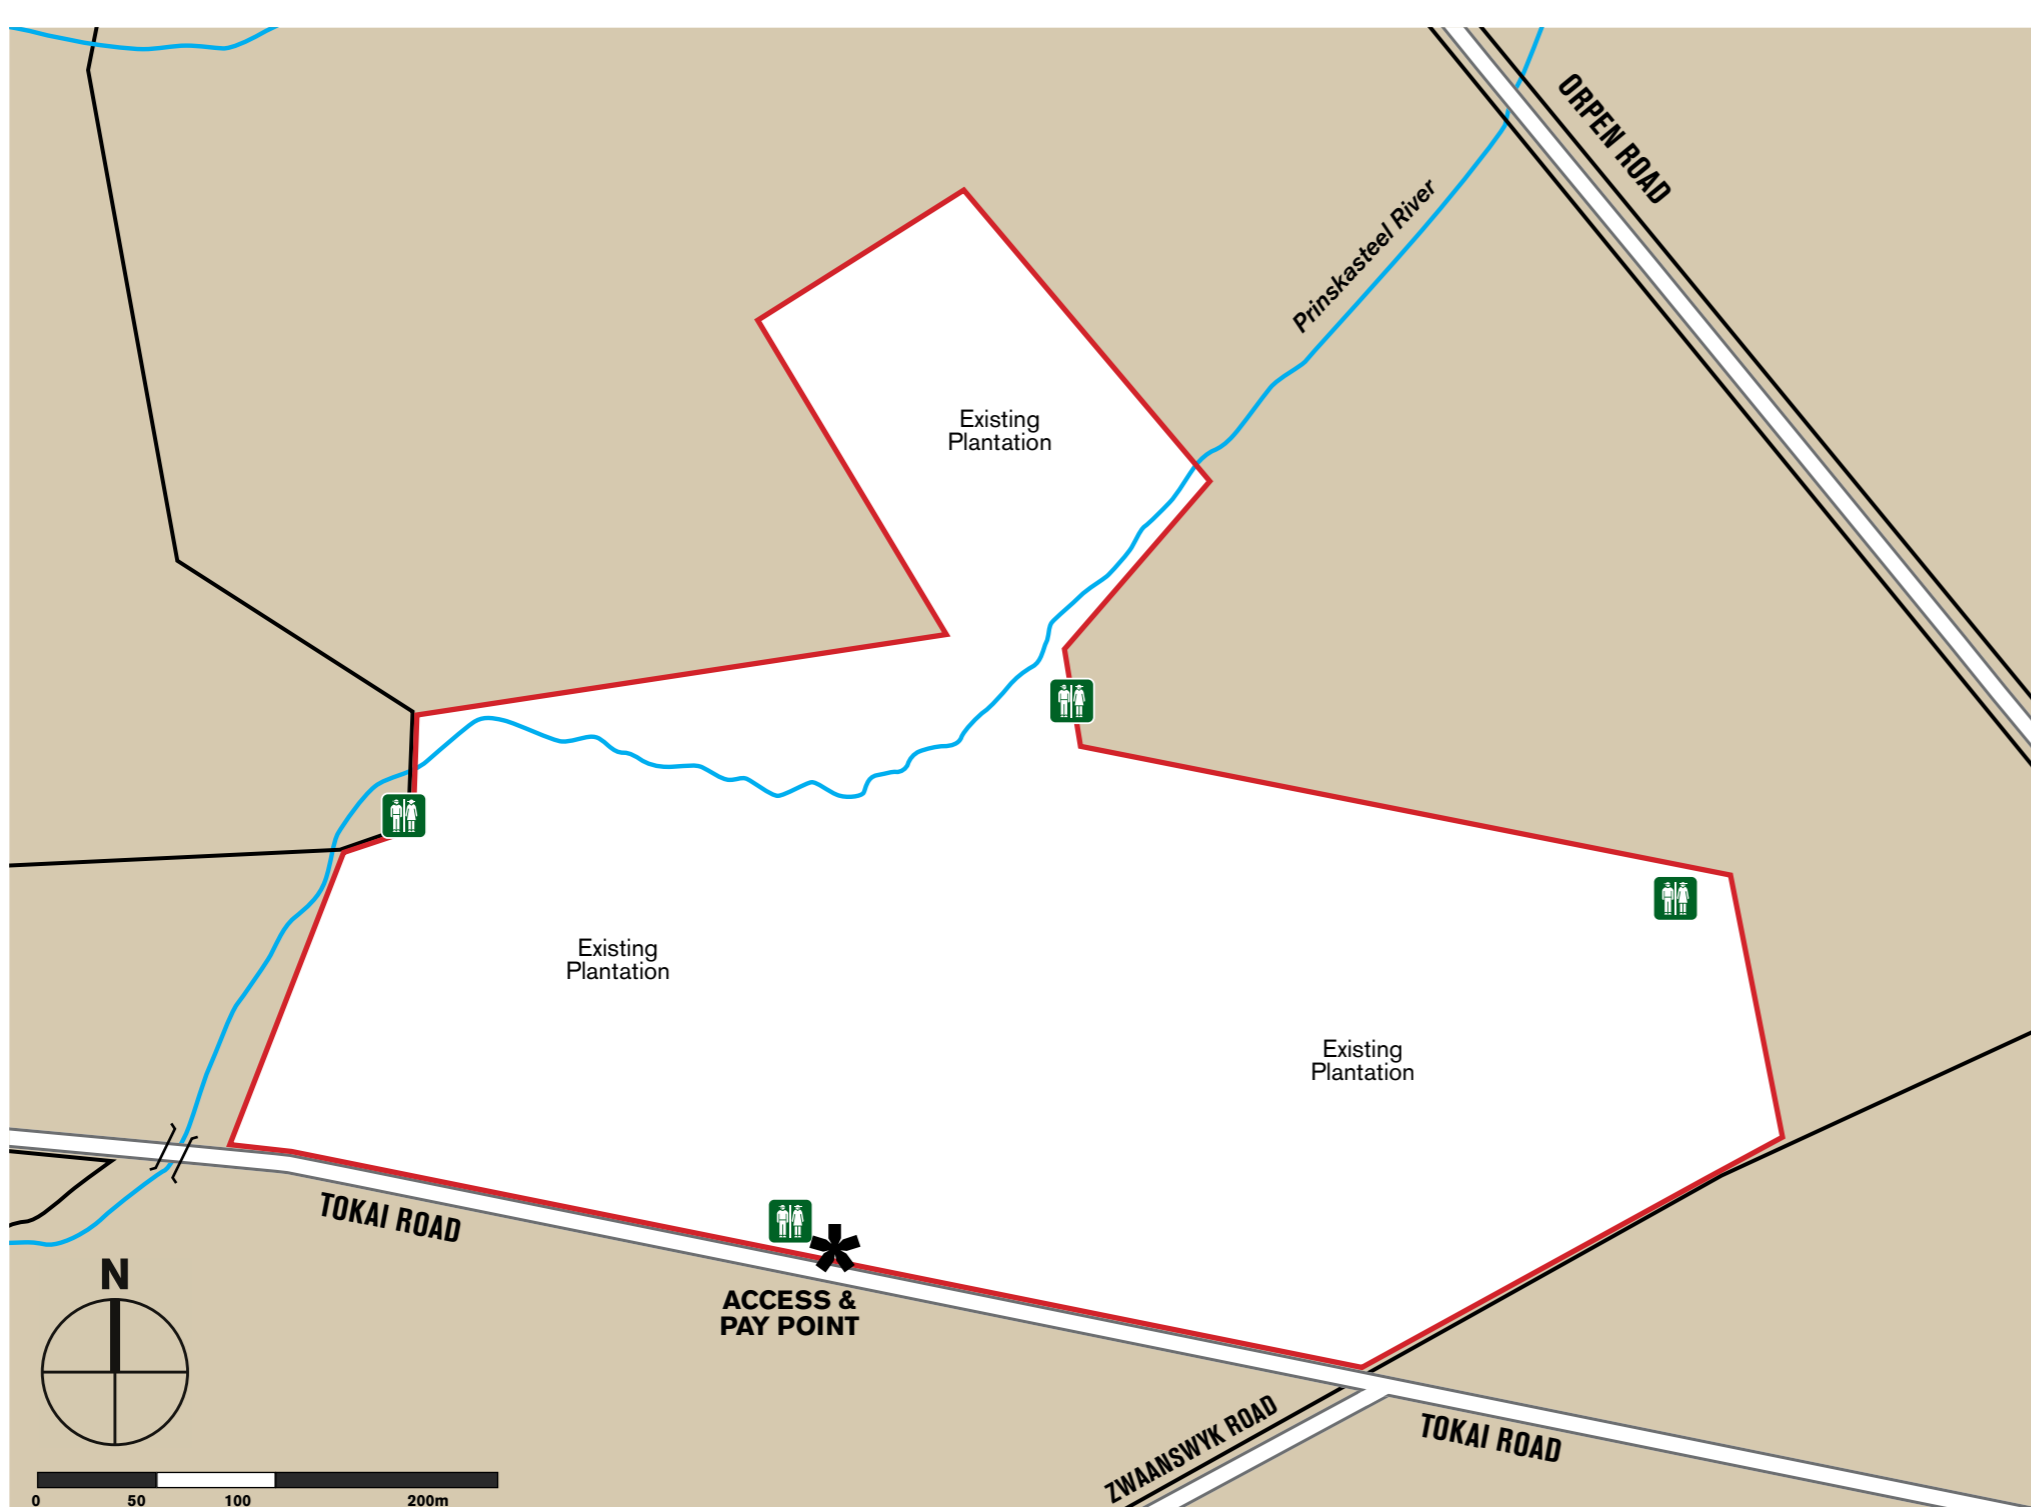 ORPEN ROAD
Prinskasteel River
Existing
Plantation
Existing
Plantation
Existing
Plantation
TOKAI ROAD
N
ACCESS &
PAY POINT
ZWAANSWYK ROAD
TOKAI ROAD
0 50 100 200m